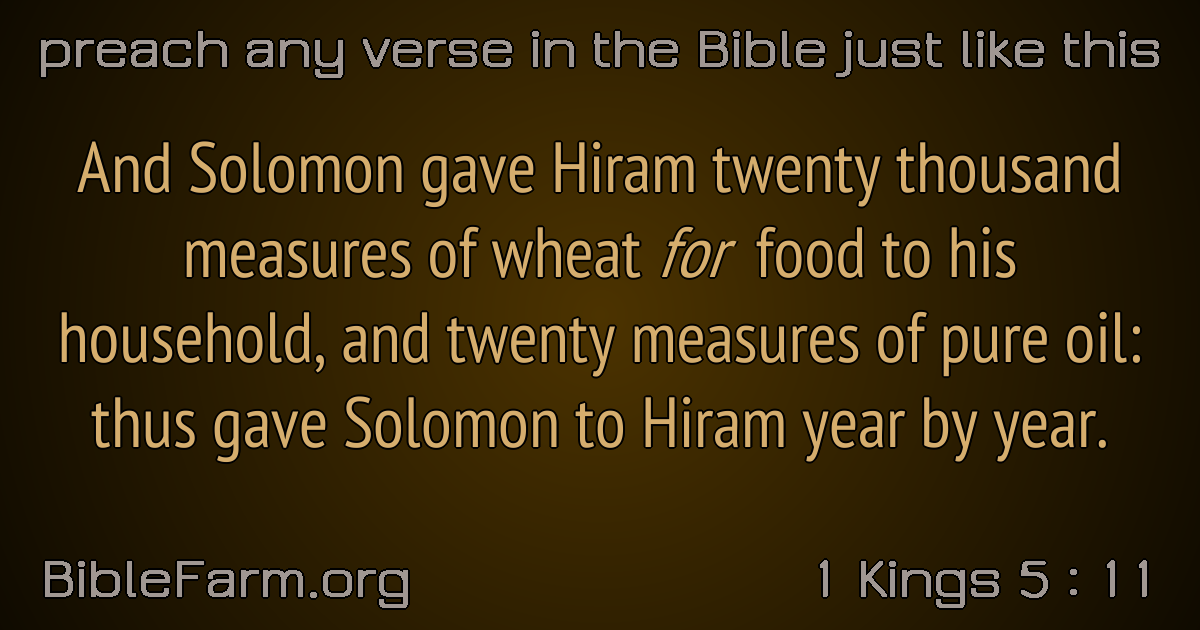 preach any verse in the Bible just like this
And Solomon gave Hiram twenty thousand
measures of wheat for food to his
household, and twenty measures of pure oil:
thus gave Solomon to Hiram year by year.
BibleFarm.org
1 Kings 5 : 11